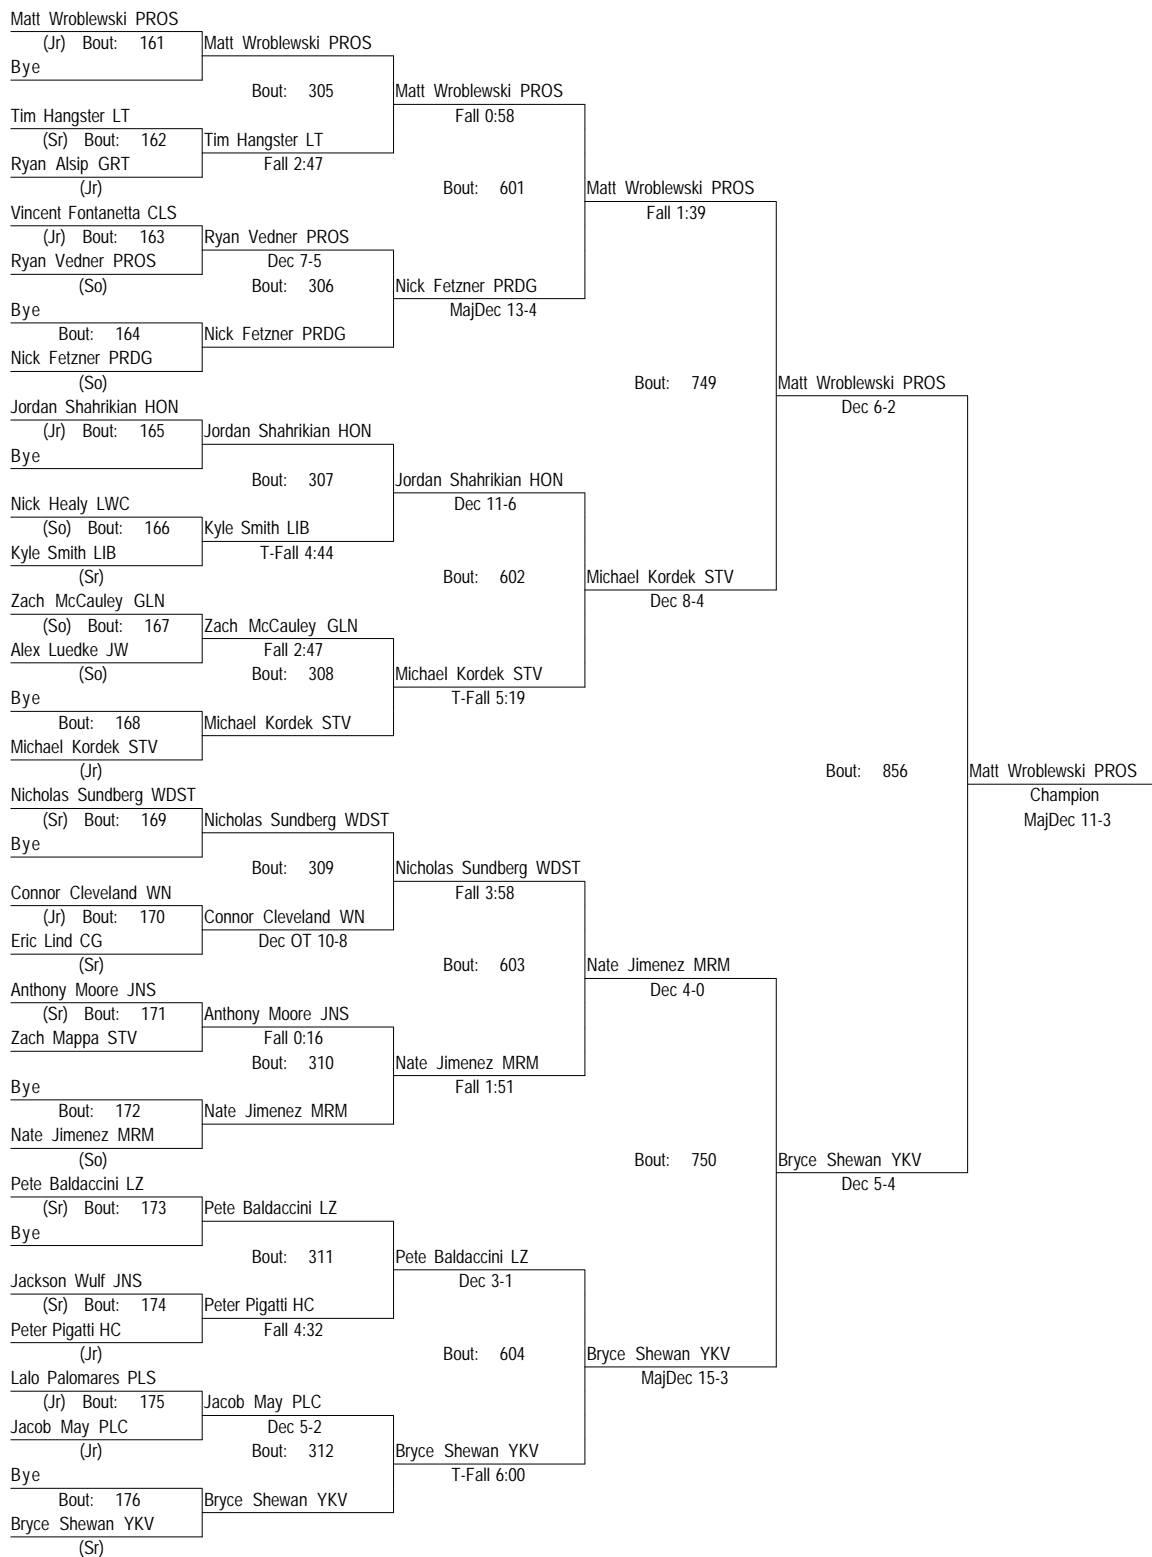 Matt Wroblewski PROS
(Jr) Bout: 161
Matt Wroblewski PROS
Bye
Bout: 305
Matt Wroblewski PROS
Tim Hangster LT
Fall 0:58
(Sr) Bout: 162
Tim Hangster LT
Ryan Alsip GRT
Fall 2:47
(Jr)
Bout: 601
Matt Wroblewski PROS
Vincent Fontanetta CLS
Fall 1:39
(Jr) Bout: 163
Ryan Vedner PROS
Ryan Vedner PROS
Dec 7-5
(So)
Bout: 306
Nick Fetzner PRDG
Bye
MajDec 13-4
Bout: 164
Nick Fetzner PRDG
Nick Fetzner PRDG
(So)
Bout: 749
Matt Wroblewski PROS
Jordan Shahrikian HON
Dec 6-2
(Jr) Bout: 165
Jordan Shahrikian HON
Bye
Bout: 307
Jordan Shahrikian HON
Nick Healy LWC
Dec 11-6
(So) Bout: 166
Kyle Smith LIB
Kyle Smith LIB
T-Fall 4:44
(Sr)
Bout: 602
Michael Kordek STV
Zach McCauley GLN
Dec 8-4
(So) Bout: 167
Zach McCauley GLN
Alex Luedke JW
Fall 2:47
(So)
Bout: 308
Michael Kordek STV
Bye
T-Fall 5:19
Bout: 168
Michael Kordek STV
Michael Kordek STV
(Jr)
Bout: 856
Matt Wroblewski PROS
Nicholas Sundberg WDST
Champion
(Sr) Bout: 169
Nicholas Sundberg WDST
MajDec 11-3
Bye
Bout: 309
Nicholas Sundberg WDST
Connor Cleveland WN
Fall 3:58
(Jr) Bout: 170
Connor Cleveland WN
Eric Lind CG
Dec OT 10-8
(Sr)
Bout: 603
Nate Jimenez MRM
Anthony Moore JNS
Dec 4-0
(Sr) Bout: 171
Anthony Moore JNS
Zach Mappa STV
Fall 0:16
Bout: 310
Nate Jimenez MRM
Bye
Fall 1:51
Bout: 172
Nate Jimenez MRM
Nate Jimenez MRM
(So)
Bout: 750
Bryce Shewan YKV
Pete Baldaccini LZ
Dec 5-4
(Sr) Bout: 173
Pete Baldaccini LZ
Bye
Bout: 311
Pete Baldaccini LZ
Jackson Wulf JNS
Dec 3-1
(Sr) Bout: 174
Peter Pigatti HC
Peter Pigatti HC
Fall 4:32
(Jr)
Bout: 604
Bryce Shewan YKV
Lalo Palomares PLS
MajDec 15-3
(Jr) Bout: 175
Jacob May PLC
Jacob May PLC
Dec 5-2
(Jr)
Bout: 312
Bryce Shewan YKV
Bye
T-Fall 6:00
Bout: 176
Bryce Shewan YKV
Bryce Shewan YKV
(Sr)